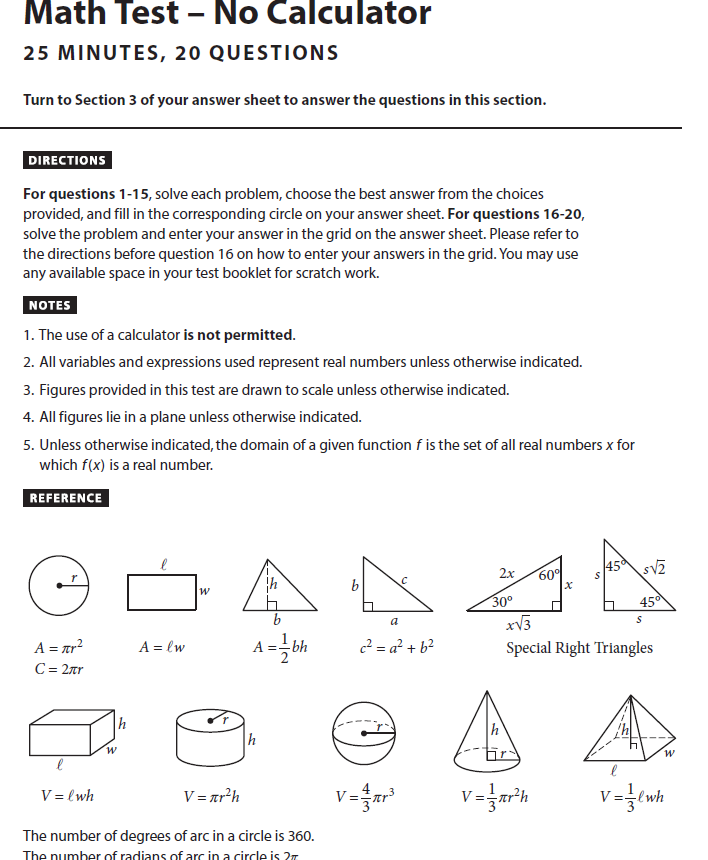 Math Test – No Calculator
25 MINUTES, 20 QUESTIONS
Turn to Section 3 of your answer sheet to answer the questions in this section.
DIRECTIONS
For questions 1-15, solve each problem, choose the best answer from the choices
provided, and fill in the corresponding circle on your answer sheet. For questions 16-20,
solve the problem and enter your answer in the grid on the answer sheet. Please refer to
the directions before question 16 on how to enter your answers in the grid. You may use
any available space in your test booklet for scratch work.
NOTES
1. The use of a calculator is not permitted.
2. All variables and expressions used represent real numbers unless otherwise indicated.
3. Figures provided in this test are drawn to scale unless otherwise indicated.
4. All figures lie in a plane unless otherwise indicated.
5. Unless otherwise indicated, the domain of a given function f is the set of all real numbers x for
which f(x) is a real number.
REFERENCE
r
ℓ
w
h
b
b
c
a
2x
60°
x
30°
x√3
s
45°
s√2
45°
s
A = πr²
C = 2πr
A = ℓw
A = 1/2 bh
c² = a² + b²
Special Right Triangles
h
w
ℓ
r
h
r
h
r
h
w
ℓ
V = ℓwh
V = πr²h
V = 4/3 πr³
V = 1/3 πr²h
V = 1/3 ℓwh
The number of degrees of arc in a circle is 360.
The number of radians of arc in a circle is 2π